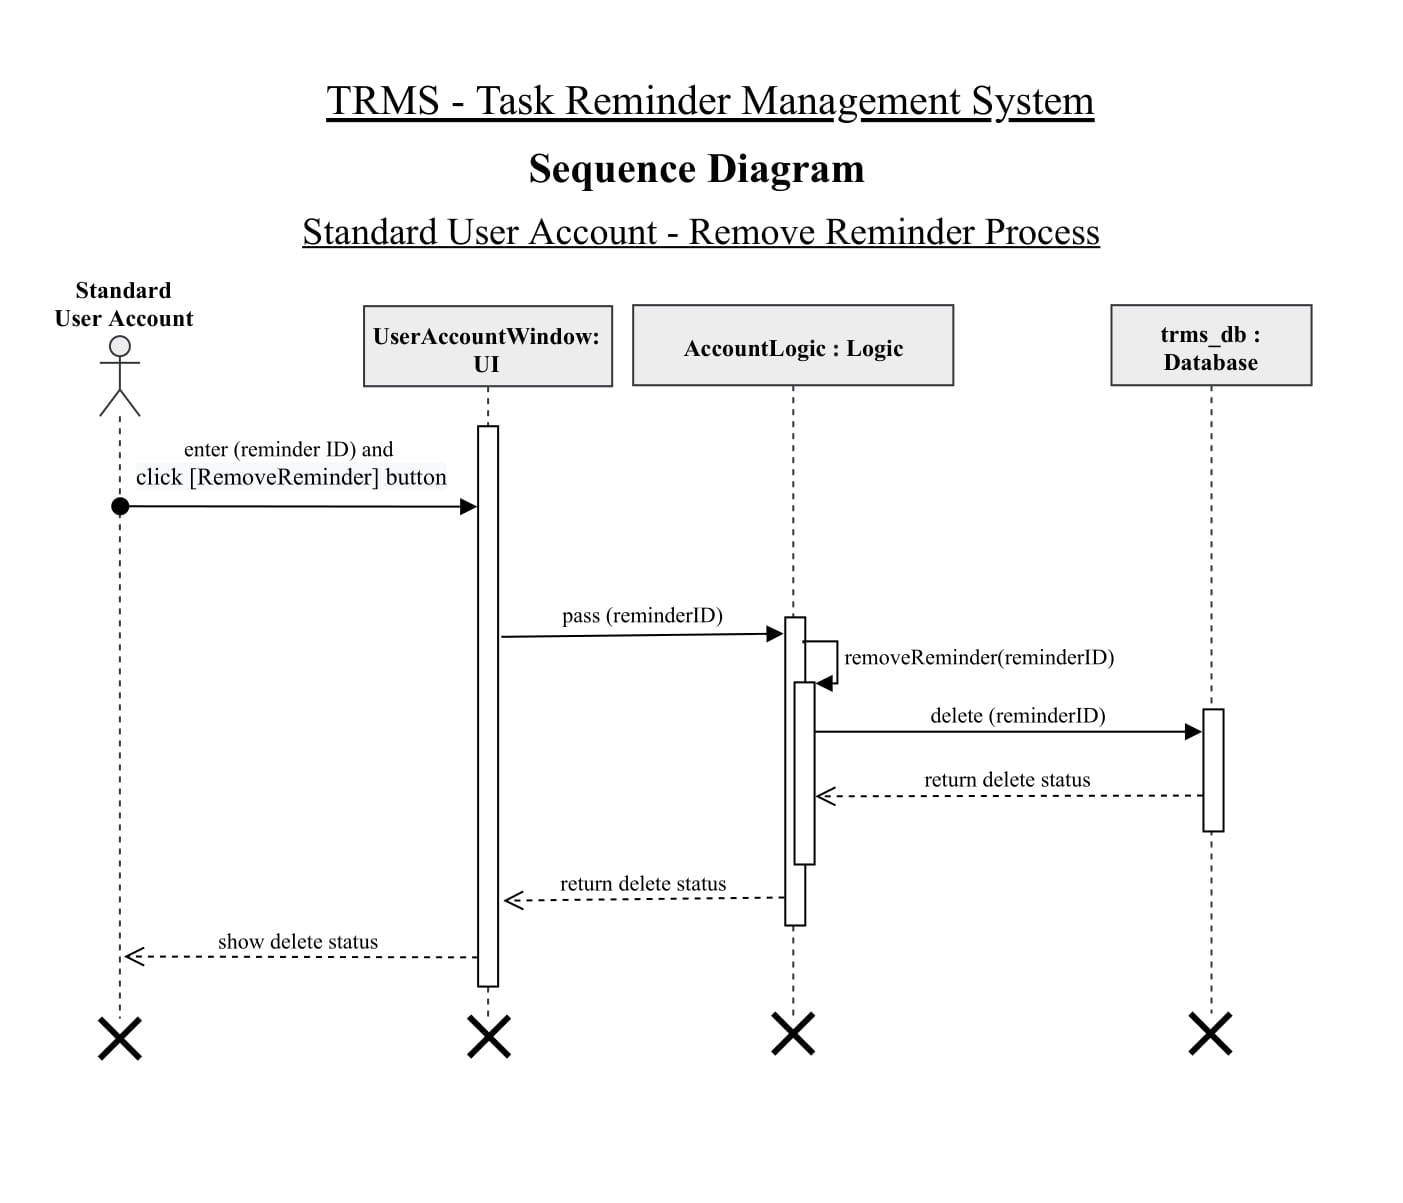 TRMS - Task Reminder Management System
Sequence Diagram
Standard User Account - Remove Reminder Process
Standard
User Account
UserAccountWindow:
UI
AccountLogic : Logic
trms_db :
Database
enter (reminder ID) and
click [RemoveReminder] button
pass (reminderID)
removeReminder(reminderID)
delete (reminderID)
return delete status
return delete status
show delete status